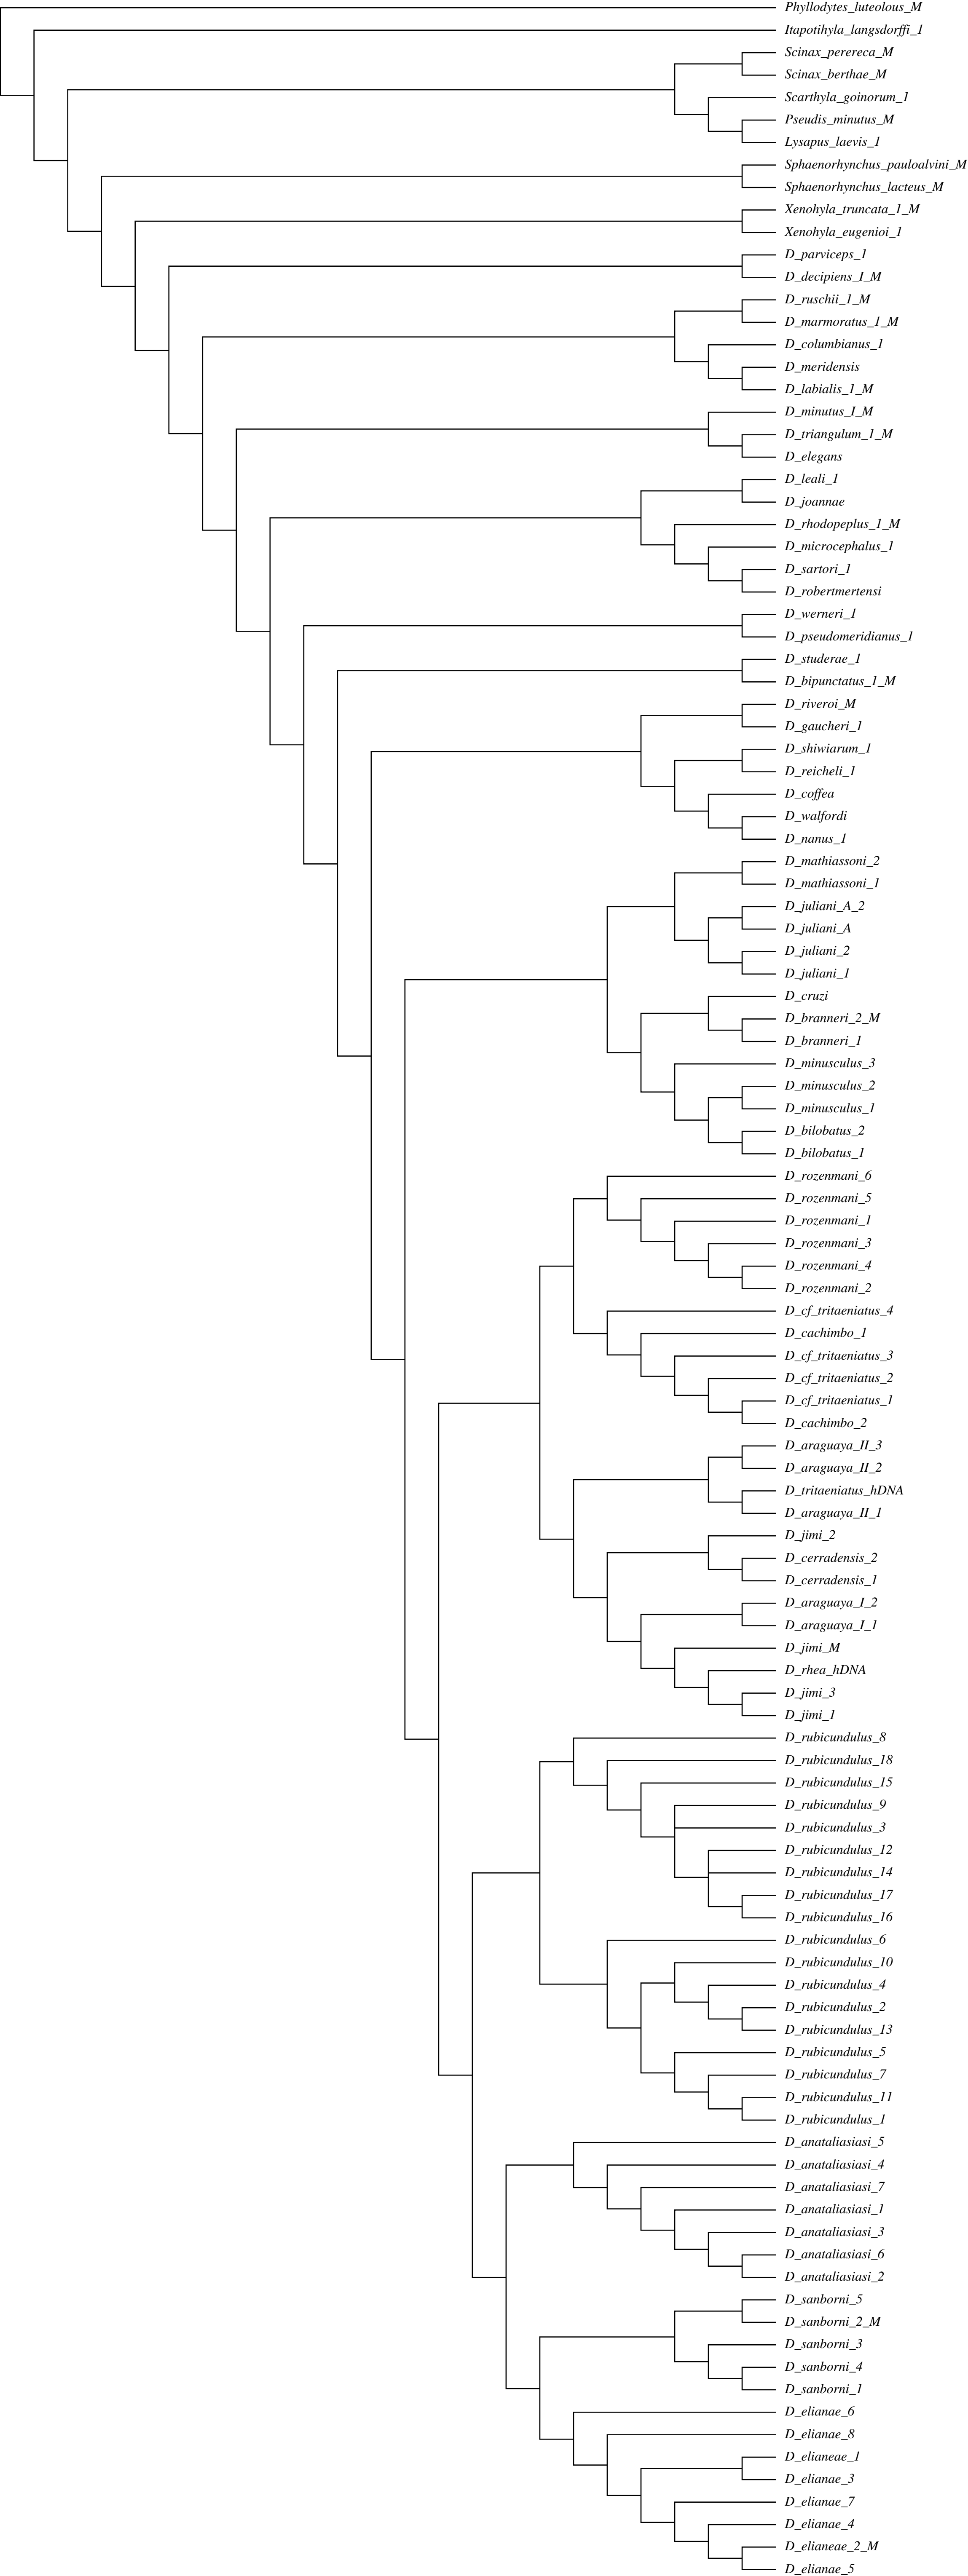 Phyllodytes_luteolous_M
Itapotihyla_langsdorffi_1
Scinax_perereca_M
Scinax_berthae_M
Scarthyla_goinorum_1
Pseudis_minutus_M
Lysapus_laevis_1
Sphaenorhynchus_pauloalvini_M
Sphaenorhynchus_lacteus_M
Xenohyla_truncata_1_M
Xenohyla_eugenioi_1
D_parviceps_1
D_decipiens_I_M
D_ruschii_1_M
D_marmoratus_1_M
D_columbianus_1
D_meridensis
D_labialis_1_M
D_minutus_I_M
D_triangulum_1_M
D_elegans
D_leali_1
D_joannae
D_rhodopeplus_1_M
D_microcephalus_1
D_sartori_1
D_robertmertensi
D_werneri_1
D_pseudomeridianus_1
D_studerae_1
D_bipunctatus_1_M
D_riveroi_M
D_gaucheri_1
D_shiwiarum_1
D_reicheli_1
D_coffea
D_walfordi
D_nanus_1
D_mathiassoni_2
D_mathiassoni_1
D_juliani_A_2
D_juliani_A
D_juliani_2
D_juliani_1
D_cruzi
D_branneri_2_M
D_branneri_1
D_minusculus_3
D_minusculus_2
D_minusculus_1
D_bilobatus_2
D_bilobatus_1
D_rozenmani_6
D_rozenmani_5
D_rozenmani_1
D_rozenmani_3
D_rozenmani_4
D_rozenmani_2
D_cf_tritaeniatus_4
D_cachimbo_1
D_cf_tritaeniatus_3
D_cf_tritaeniatus_2
D_cf_tritaeniatus_1
D_cachimbo_2
D_araguaya_II_3
D_araguaya_II_2
D_tritaeniatus_hDNA
D_araguaya_II_1
D_jimi_2
D_cerradensis_2
D_cerradensis_1
D_araguaya_I_2
D_araguaya_I_1
D_jimi_M
D_rhea_hDNA
D_jimi_3
D_jimi_1
D_rubicundulus_8
D_rubicundulus_18
D_rubicundulus_15
D_rubicundulus_9
D_rubicundulus_3
D_rubicundulus_12
D_rubicundulus_14
D_rubicundulus_17
D_rubicundulus_16
D_rubicundulus_6
D_rubicundulus_10
D_rubicundulus_4
D_rubicundulus_2
D_rubicundulus_13
D_rubicundulus_5
D_rubicundulus_7
D_rubicundulus_11
D_rubicundulus_1
D_anataliasiasi_5
D_anataliasiasi_4
D_anataliasiasi_7
D_anataliasiasi_1
D_anataliasiasi_3
D_anataliasiasi_6
D_anataliasiasi_2
D_sanborni_5
D_sanborni_2_M
D_sanborni_3
D_sanborni_4
D_sanborni_1
D_elianae_6
D_elianae_8
D_elianeae_1
D_elianae_3
D_elianae_7
D_elianae_4
D_elianeae_2_M
D_elianae_5